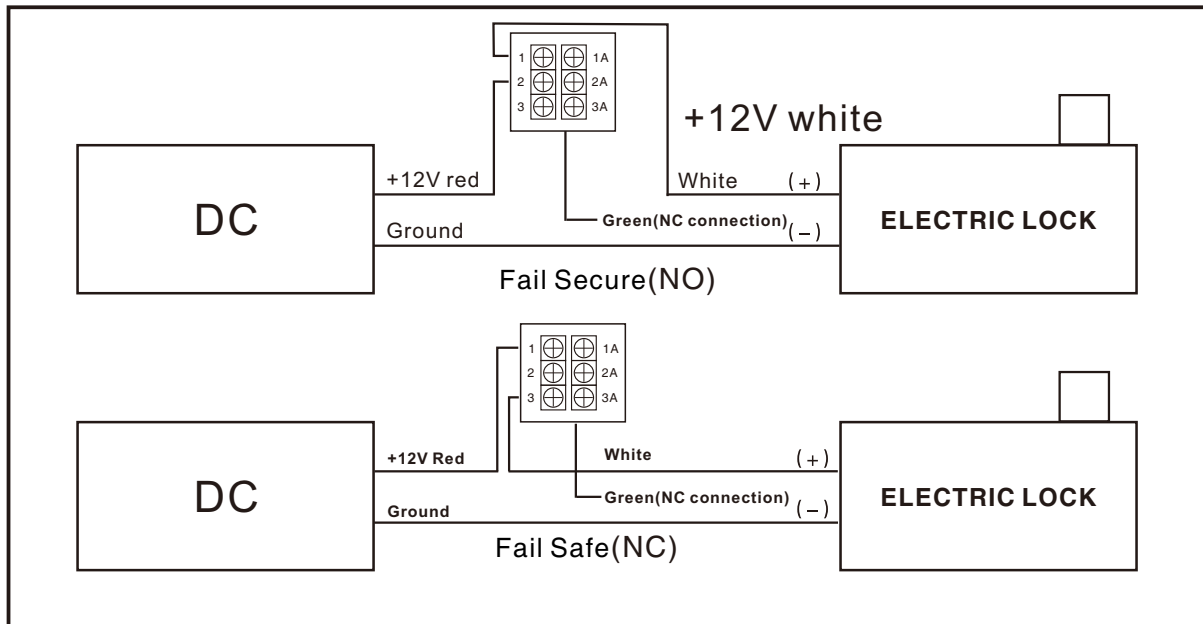 1 1A
2 2A
3 3A
+12V white
DC
+12V red
White (+)
Green(NC connection) (−)
Ground
ELECTRIC LOCK
Fail Secure(NO)
1 1A
2 2A
3 3A
DC
+12V Red
White (+)
Green(NC connection) (−)
Ground
ELECTRIC LOCK
Fail Safe(NC)